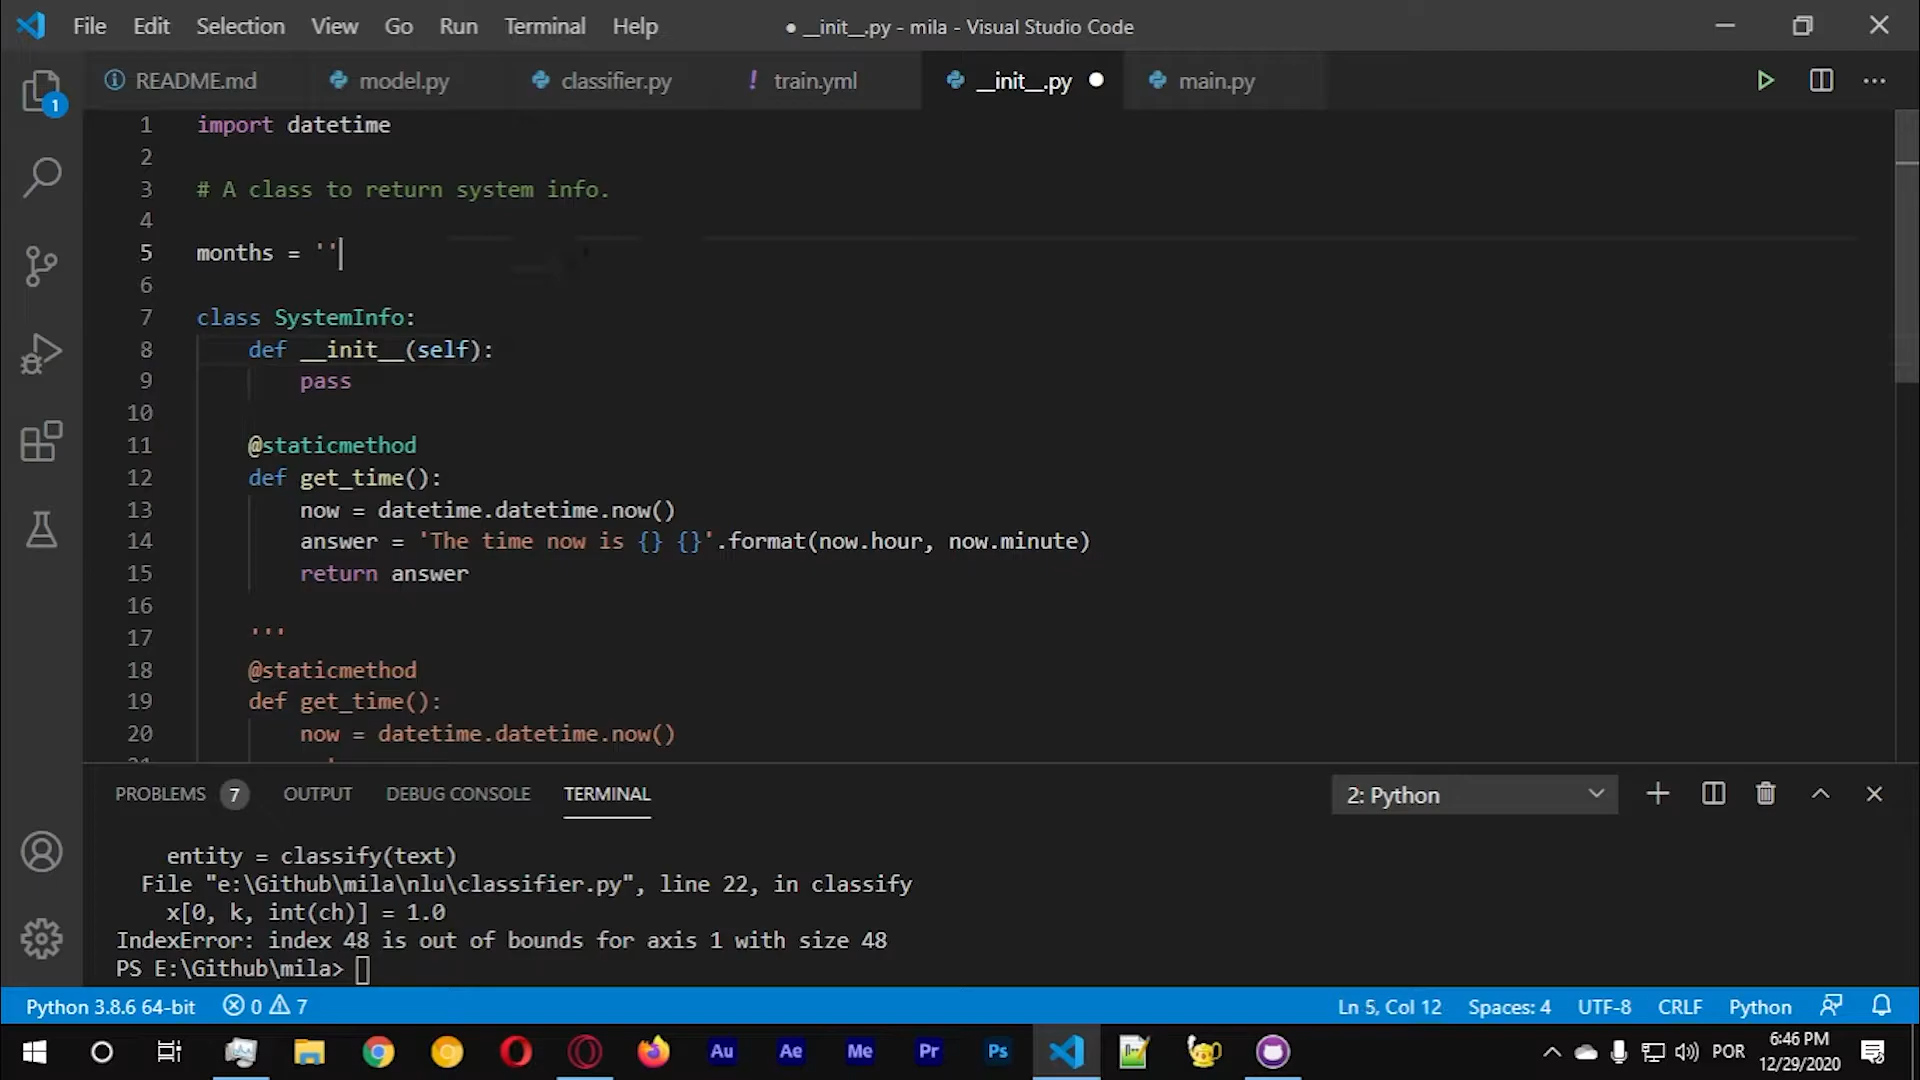 File Edit Selection View Go Run Terminal Help ● __init__.py - mila - Visual Studio Code
README.md model.py classifier.py ! train.yml __init__.py ● main.py
1
1 import datetime
2
3 # A class to return system info.
4
5 months = ''
6
7 class SystemInfo:
8 def __init__(self):
9 pass
10
11 @staticmethod
12 def get_time():
13 now = datetime.datetime.now()
14 answer = 'The time now is {} {}'.format(now.hour, now.minute)
15 return answer
16
17 '''
18 @staticmethod
19 def get_time():
20 now = datetime.datetime.now()
PROBLEMS 7 OUTPUT DEBUG CONSOLE TERMINAL 2: Python
entity = classify(text)
File "e:\Github\mila\nlu\classifier.py", line 22, in classify
x[0, k, int(ch)] = 1.0
IndexError: index 48 is out of bounds for axis 1 with size 48
PS E:\Github\mila>
Python 3.8.6 64-bit 0 7 Ln 5, Col 12 Spaces: 4 UTF-8 CRLF Python
Au Ae Me Pr Ps POR 6:46 PM
12/29/2020